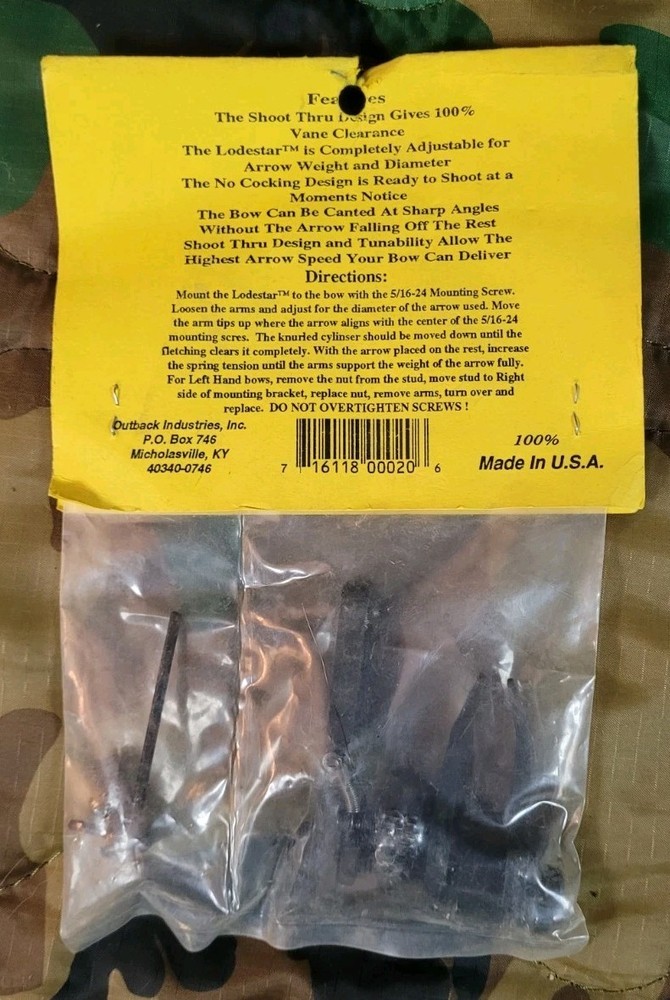 Features
The Shoot Thru Design Gives 100%
Vane Clearance
The Lodestar™ is Completely Adjustable for
Arrow Weight and Diameter
The No Cocking Design is Ready to Shoot at a
Moments Notice
The Bow Can Be Canted At Sharp Angles
Without The Arrow Falling Off The Rest
Shoot Thru Design and Tunability Allow The
Highest Arrow Speed Your Bow Can Deliver
Directions:
Mount the Lodestar™ to the bow with the 5/16-24 Mounting Screw.
Loosen the arms and adjust for the diameter of the arrow used. Move
the arm tips up where the arrow aligns with the center of the 5/16-24
mounting scres. The knurled cylinser should be moved down until the
fletching clears it completely. With the arrow placed on the rest, increase
the spring tension until the arms support the weight of the arrow fully.
For Left Hand bows, remove the nut from the stud, move stud to Right
side of mounting bracket, replace nut, remove arms, turn over and
replace. DO NOT OVERTIGHTEN SCREWS !
Outback Industries, Inc.
P.O. Box 746
Micholasville, KY
40340-0746
7 16118 00020 6
100%
Made In U.S.A.